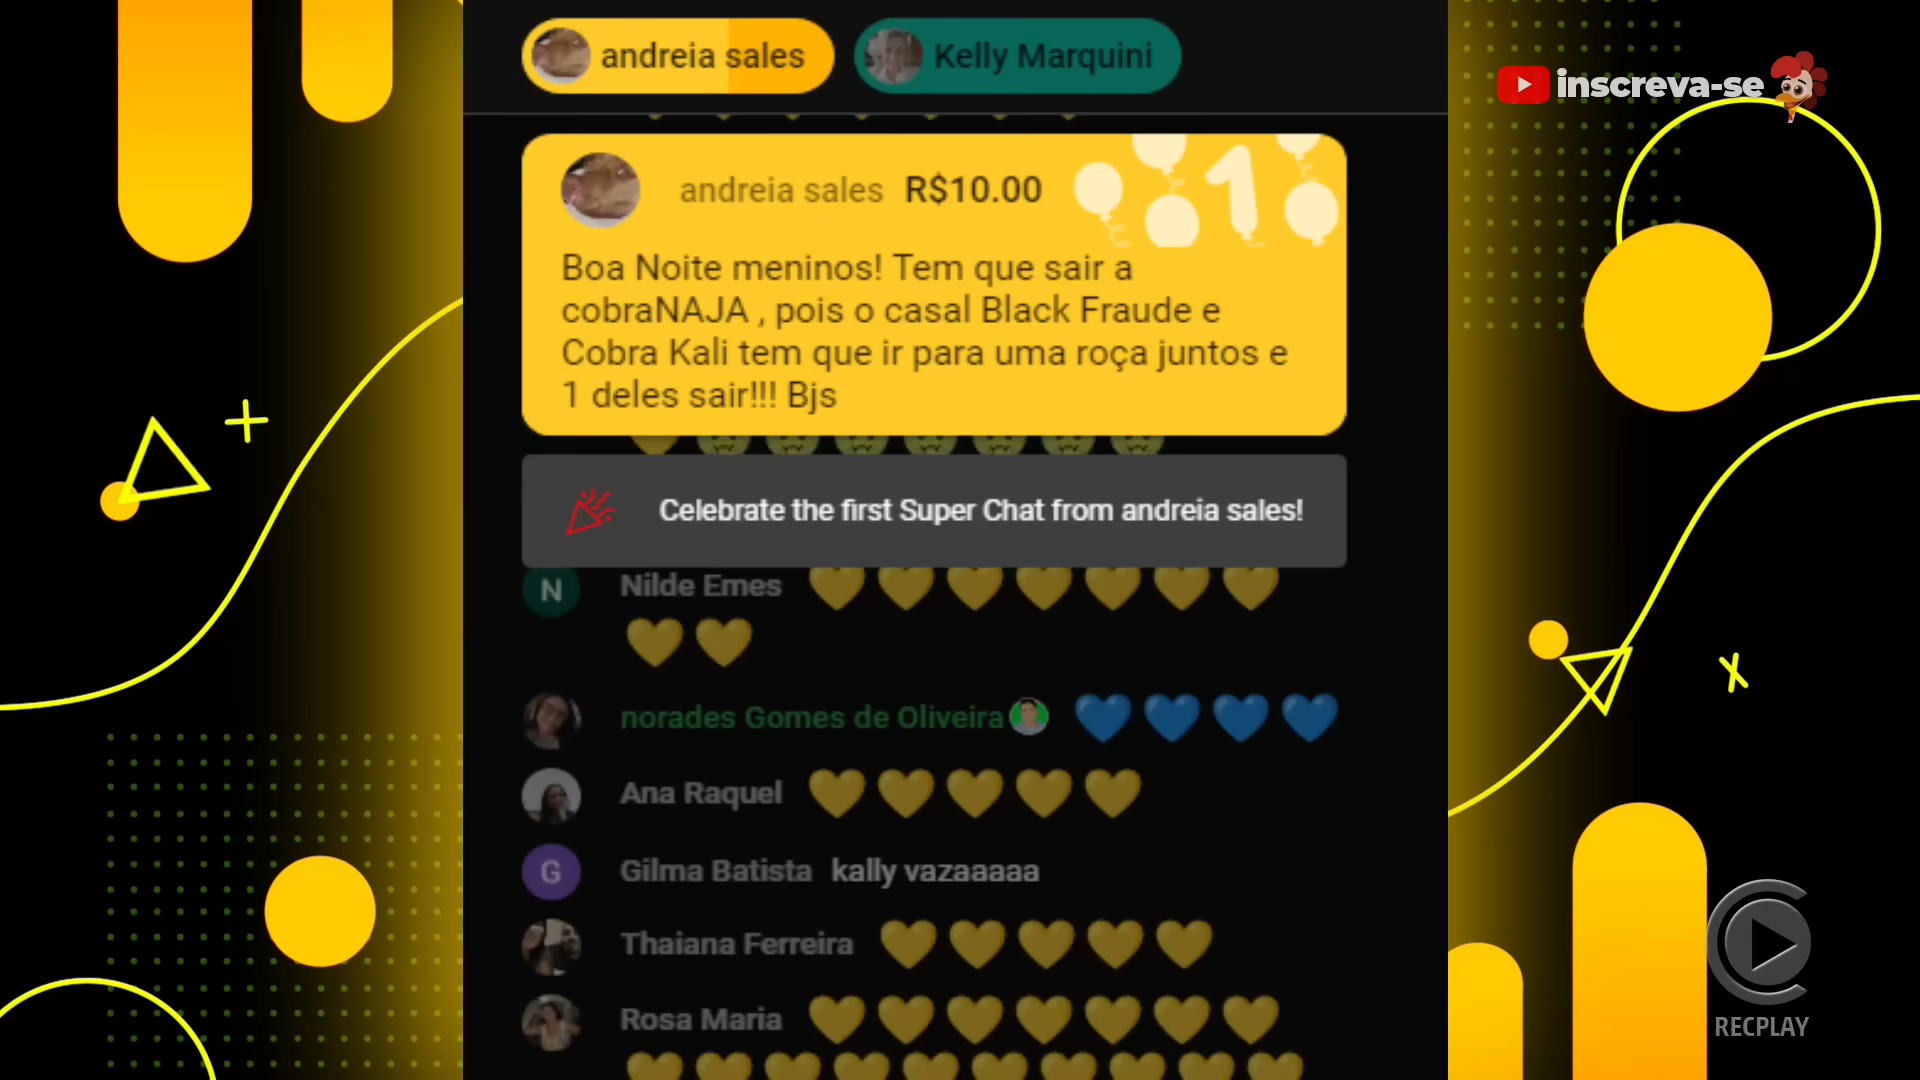 andreia sales
Kelly Marquini
inscreva-se
andreia sales R$10.00
Boa Noite meninos! Tem que sair a
cobraNAJA , pois o casal Black Fraude e
Cobra Kali tem que ir para uma roça juntos e
1 deles sair!!! Bjs
Celebrate the first Super Chat from andreia sales!
N Nilde Emes 💛💛💛💛💛💛💛
💛💛
norades Gomes de Oliveira 💙💙💙💙
Ana Raquel 💛💛💛💛💛
G Gilma Batista kally vazaaaaa
Thaiana Ferreira 💛💛💛💛💛
Rosa Maria 💛💛💛💛💛💛💛
💛💛💛💛💛💛💛💛💛💛
RECPLAY